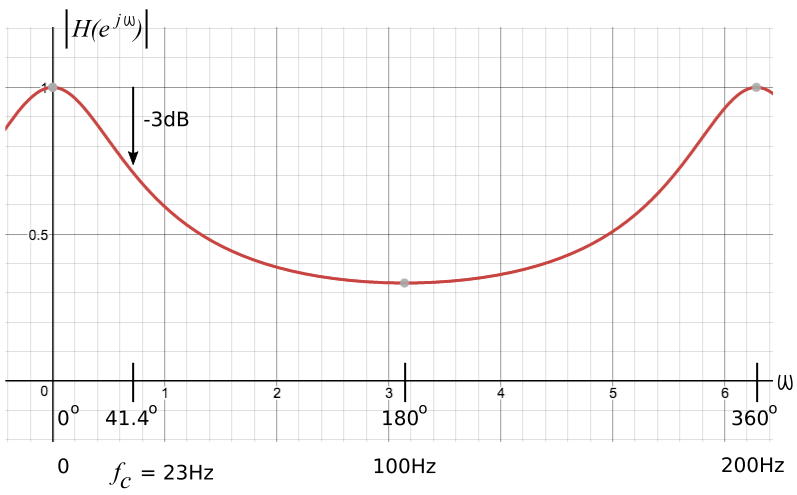 |H(e^{jω})|
1
-3dB
0.5
0 1 2 3 4 5 6 ω
0° 41.4° 180° 360°
0 f_c = 23Hz 100Hz 200Hz